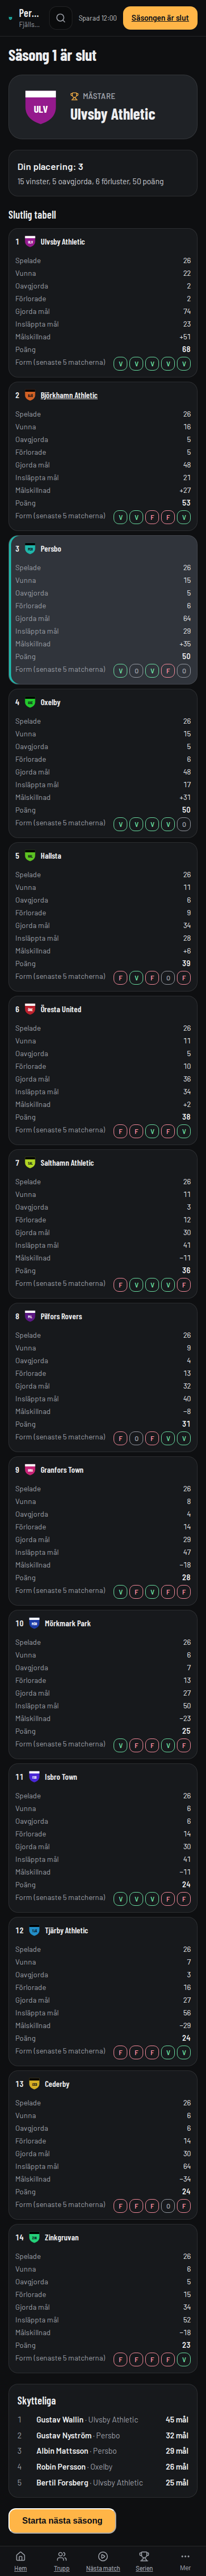 Per...
Fjälls...
Sparad 12:00
Säsongen är slut
Säsong 1 är slut
ULV
MÄSTARE
Ulvsby Athletic
Din placering: 3
15 vinster, 5 oavgjorda, 6 förluster, 50 poäng
Slutlig tabell
1 Ulvsby Athletic
Spelade 26
Vunna 22
Oavgjorda 2
Förlorade 2
Gjorda mål 74
Insläppta mål 23
Målskillnad +51
Poäng 68
Form (senaste 5 matcherna) V V V V V
2 Björkhamn Athletic
Spelade 26
Vunna 16
Oavgjorda 5
Förlorade 5
Gjorda mål 48
Insläppta mål 21
Målskillnad +27
Poäng 53
Form (senaste 5 matcherna) V V F F V
3 Persbo
Spelade 26
Vunna 15
Oavgjorda 5
Förlorade 6
Gjorda mål 64
Insläppta mål 29
Målskillnad +35
Poäng 50
Form (senaste 5 matcherna) V O V F O
4 Oxelby
Spelade 26
Vunna 15
Oavgjorda 5
Förlorade 6
Gjorda mål 48
Insläppta mål 17
Målskillnad +31
Poäng 50
Form (senaste 5 matcherna) V V V V O
5 Hallsta
Spelade 26
Vunna 11
Oavgjorda 6
Förlorade 9
Gjorda mål 34
Insläppta mål 28
Målskillnad +6
Poäng 39
Form (senaste 5 matcherna) F V F O F
6 Öresta United
Spelade 26
Vunna 11
Oavgjorda 5
Förlorade 10
Gjorda mål 36
Insläppta mål 34
Målskillnad +2
Poäng 38
Form (senaste 5 matcherna) F F V F V
7 Salthamn Athletic
Spelade 26
Vunna 11
Oavgjorda 3
Förlorade 12
Gjorda mål 30
Insläppta mål 41
Målskillnad −11
Poäng 36
Form (senaste 5 matcherna) F V V V F
8 Pilfors Rovers
Spelade 26
Vunna 9
Oavgjorda 4
Förlorade 13
Gjorda mål 32
Insläppta mål 40
Målskillnad −8
Poäng 31
Form (senaste 5 matcherna) F O F V V
9 Granfors Town
Spelade 26
Vunna 8
Oavgjorda 4
Förlorade 14
Gjorda mål 29
Insläppta mål 47
Målskillnad −18
Poäng 28
Form (senaste 5 matcherna) V F V F F
10 Mörkmark Park
Spelade 26
Vunna 6
Oavgjorda 7
Förlorade 13
Gjorda mål 27
Insläppta mål 50
Målskillnad −23
Poäng 25
Form (senaste 5 matcherna) V F F V F
11 Isbro Town
Spelade 26
Vunna 6
Oavgjorda 6
Förlorade 14
Gjorda mål 30
Insläppta mål 41
Målskillnad −11
Poäng 24
Form (senaste 5 matcherna) V V V F F
12 Tjärby Athletic
Spelade 26
Vunna 7
Oavgjorda 3
Förlorade 16
Gjorda mål 27
Insläppta mål 56
Målskillnad −29
Poäng 24
Form (senaste 5 matcherna) F F F V V
13 Cederby
Spelade 26
Vunna 6
Oavgjorda 6
Förlorade 14
Gjorda mål 30
Insläppta mål 64
Målskillnad −34
Poäng 24
Form (senaste 5 matcherna) F F F O F
14 Zinkgruvan
Spelade 26
Vunna 6
Oavgjorda 5
Förlorade 15
Gjorda mål 34
Insläppta mål 52
Målskillnad −18
Poäng 23
Form (senaste 5 matcherna) F F F F V
Skytteliga
1 Gustav Wallin · Ulvsby Athletic 45 mål
2 Gustav Nyström · Persbo 32 mål
3 Albin Mattsson · Persbo 29 mål
4 Robin Persson · Oxelby 28 mål
5 Bertil Forsberg · Ulvsby Athletic 25 mål
Starta nästa säsong
Hem Trupp Nästa match Serien Mer